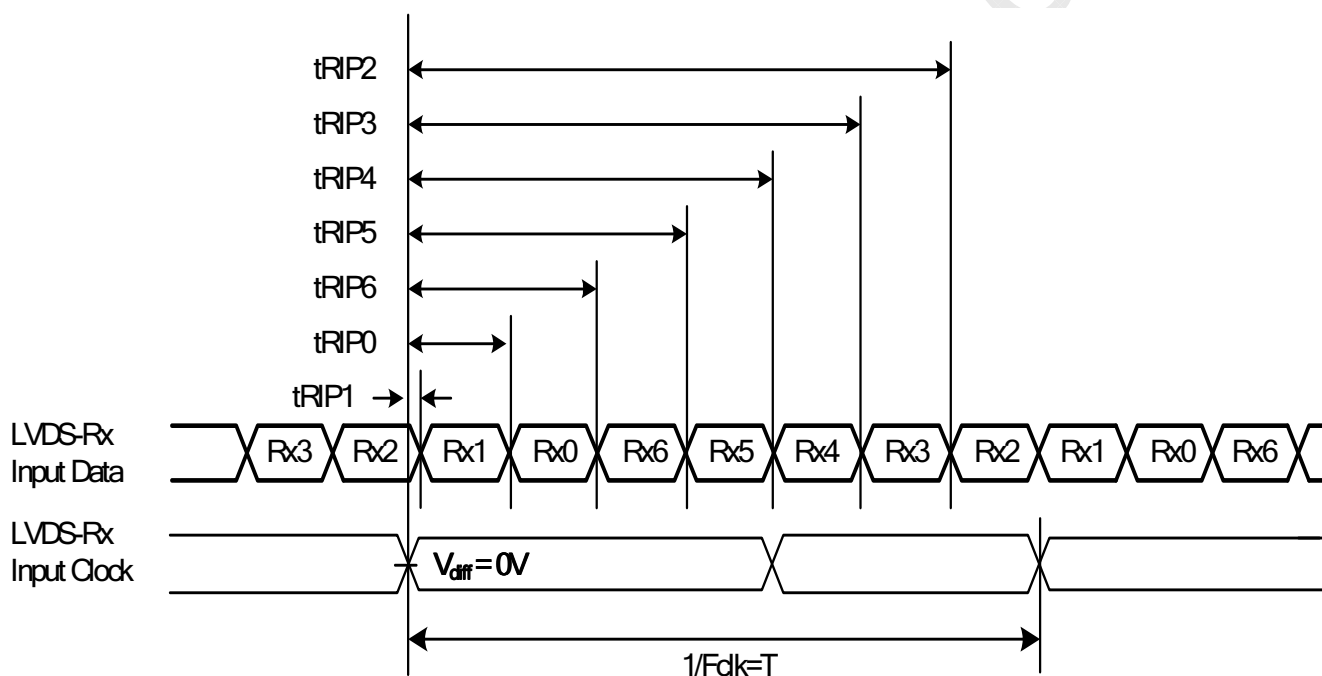 tRIP2
tRIP3
tRIP4
tRIP5
tRIP6
tRIP0
tRIP1
LVDS-Rx
Input Data
Rx3 Rx2 Rx1 Rx0 Rx6 Rx5 Rx4 Rx3 Rx2 Rx1 Rx0 Rx6
LVDS-Rx
Input Clock
Vdiff = 0V
1/Fclk=T